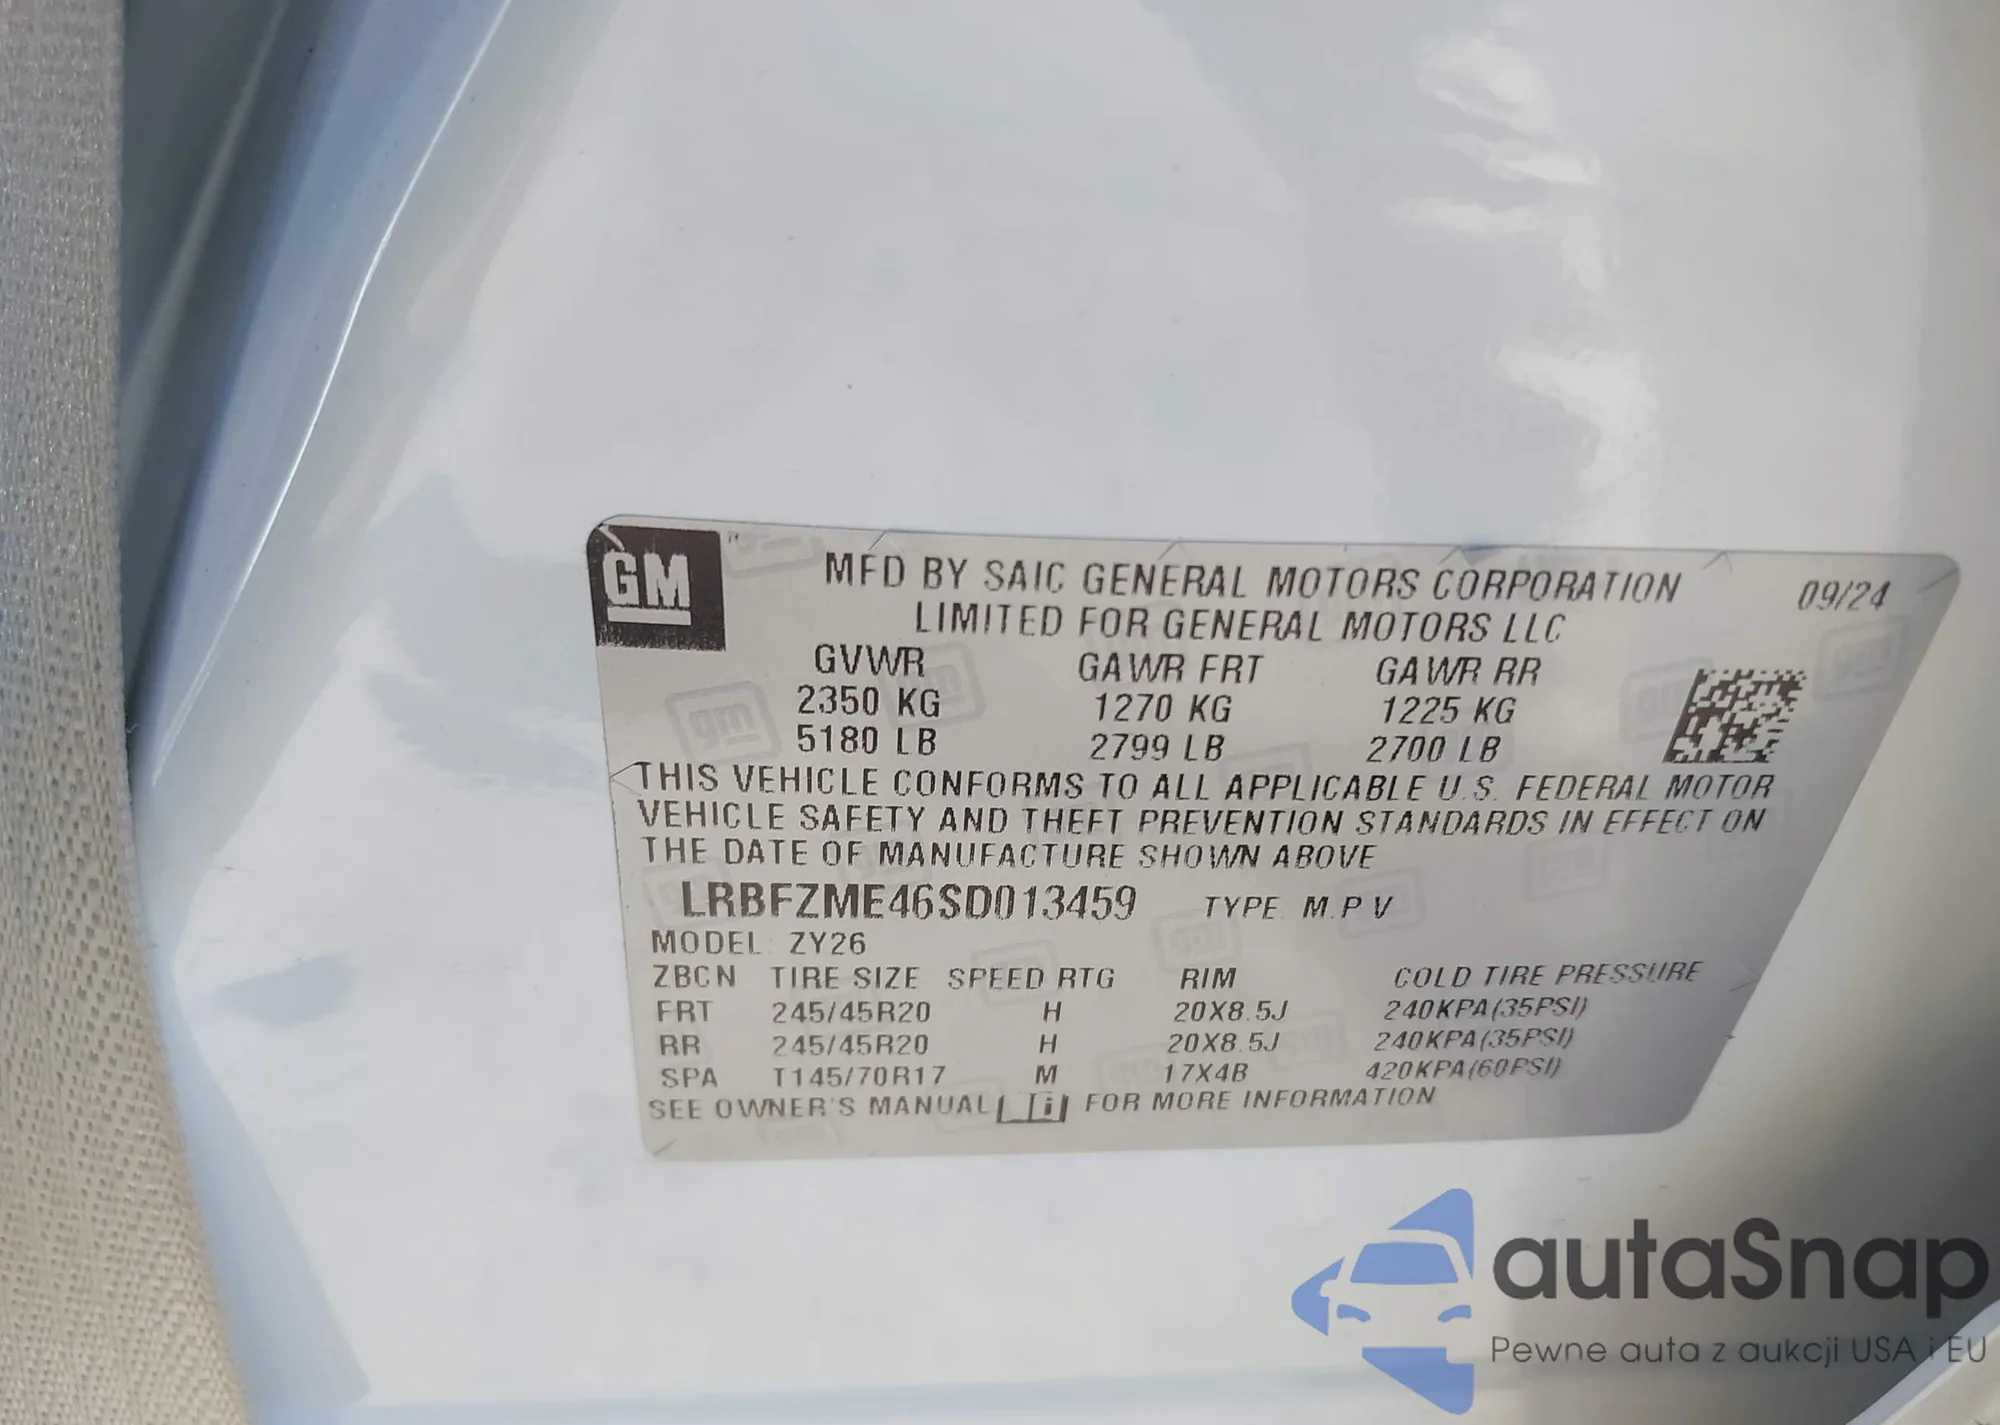 GM
MFD BY SAIC GENERAL MOTORS CORPORATION 09/24
LIMITED FOR GENERAL MOTORS LLC
GVWR GAWR FRT GAWR RR
2350 KG 1270 KG 1225 KG
5180 LB 2799 LB 2700 LB
THIS VEHICLE CONFORMS TO ALL APPLICABLE U.S. FEDERAL MOTOR
VEHICLE SAFETY AND THEFT PREVENTION STANDARDS IN EFFECT ON
THE DATE OF MANUFACTURE SHOWN ABOVE
LRBFZME46SD013459 TYPE M.P.V
MODEL ZY26
ZBCN TIRE SIZE SPEED RTG RIM COLD TIRE PRESSURE
FRT 245/45R20 H 20X8.5J 240KPA(35PSI)
RR 245/45R20 H 20X8.5J 240KPA(35PSI)
SPA T145/70R17 M 17X4B 420KPA(60PSI)
SEE OWNER'S MANUAL i FOR MORE INFORMATION
autaSnap
Pewne auta z aukcji USA i EU